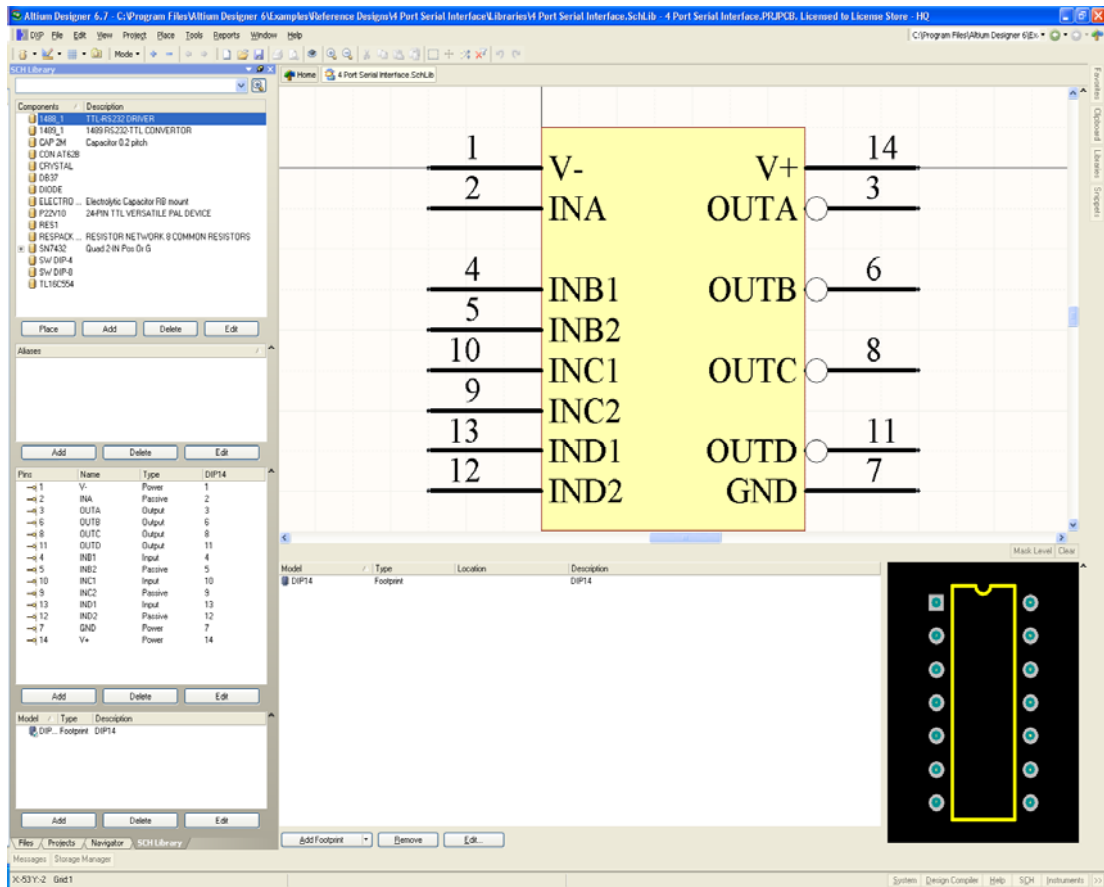 Altium Designer 6.7 - C:\Program Files\Altium Designer 6\Examples\Reference Designs\4 Port Serial Interface\Libraries\4 Port Serial Interface.SchLib - 4 Port Serial Interface.PRJPCB. Licensed to License Store - HQ
DXP File Edit View Project Place Tools Reports Window Help
C:\Program Files\Altium Designer 6\Ex
Mode
SCH Library
Home 4 Port Serial Interface.SchLib
Components Description
1488_1 TTL-RS232 DRIVER
1489_1 1489 RS232-TTL CONVERTOR
CAP 2M Capacitor 0.2 pitch
CON AT62B
CRYSTAL
DB37
DIODE
ELECTRO ... Electrolytic Capacitor RB mount
P22V10 24-PIN TTL VERSATILE PAL DEVICE
RES1
RESPACK ... RESISTOR NETWORK 8 COMMON RESISTORS
SN7432 Quad 2-IN Pos Or G
SW DIP-4
SW DIP-8
TL16C554
Place Add Delete Edit
Aliases
Add Delete Edit
Pins Name Type DIP14
1 V- Power 1
2 INA Passive 2
3 OUTA Output 3
6 OUTB Output 6
8 OUTC Output 8
11 OUTD Output 11
4 INB1 Input 4
5 INB2 Passive 5
10 INC1 Input 10
9 INC2 Passive 9
13 IND1 Input 13
12 IND2 Passive 12
7 GND Power 7
14 V+ Power 14
Add Delete Edit
Model Type Description
DIP... Footprint DIP14
Add Delete Edit
Files Projects Navigator SCH Library
1 V- V+ 14
2 INA OUTA 3
4 INB1 OUTB 6
5 INB2
10 INC1 OUTC 8
9 INC2
13 IND1 OUTD 11
12 IND2 GND 7
Favorites
Clipboard
Libraries
Snippets
Mask Level Clear
Model Type Location Description
DIP14 Footprint DIP14
Add Footprint Remove Edit...
Messages Storage Manager
X:-53 Y:-2 Grid:1
System Design Compiler Help SCH Instruments >>